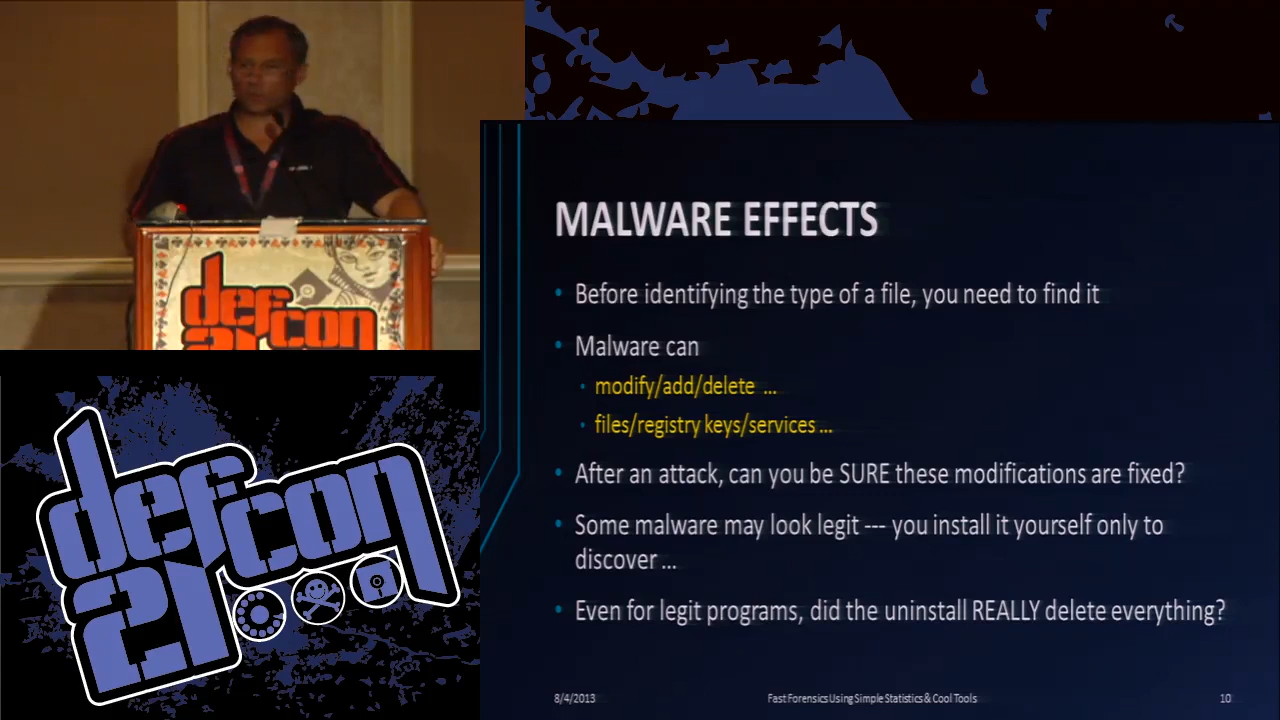 defcon
21
MALWARE EFFECTS
• Before identifying the type of a file, you need to find it
• Malware can
• modify/add/delete ...
• files/registry keys/services ...
• After an attack, can you be SURE these modifications are fixed?
• Some malware may look legit --- you install it yourself only to
discover ...
• Even for legit programs, did the uninstall REALLY delete everything?
8/4/2013
Fast Forensics Using Simple Statistics & Cool Tools
10
defcon
21